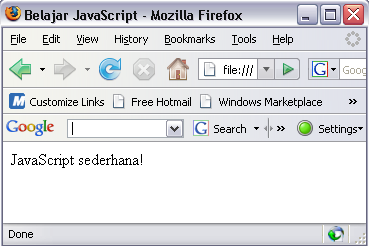 Belajar JavaScript - Mozilla Firefox
File Edit View History Bookmarks Tools Help
file:/// G Goo
Customize Links Free Hotmail Windows Marketplace »
Google G Search » Settings
JavaScript sederhana!
Done